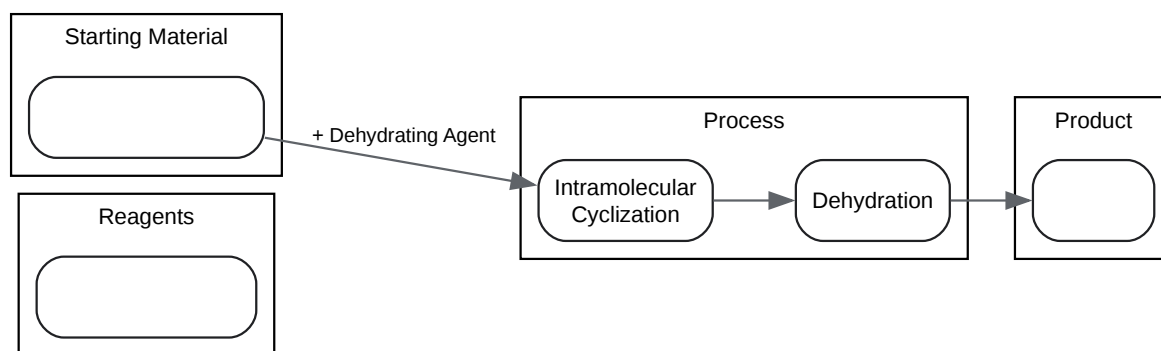 Starting Material
+ Dehydrating Agent
Reagents
Process
Intramolecular
Cyclization
Dehydration
Product